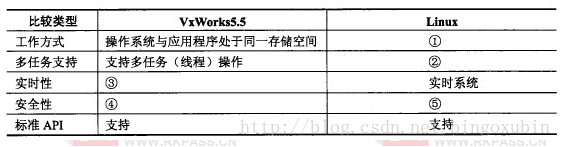 比较类型 VxWorks5.5 Linux
工作方式 操作系统与应用程序处于同一存储空间 ①
多任务支持 支持多任务（线程）操作 ②
实时性 ③ 实时系统
安全性 ④ ⑤
http://blog.csdn.net/bingoxubin
标准 API 支持 支持
WWW.RKPASS.CN